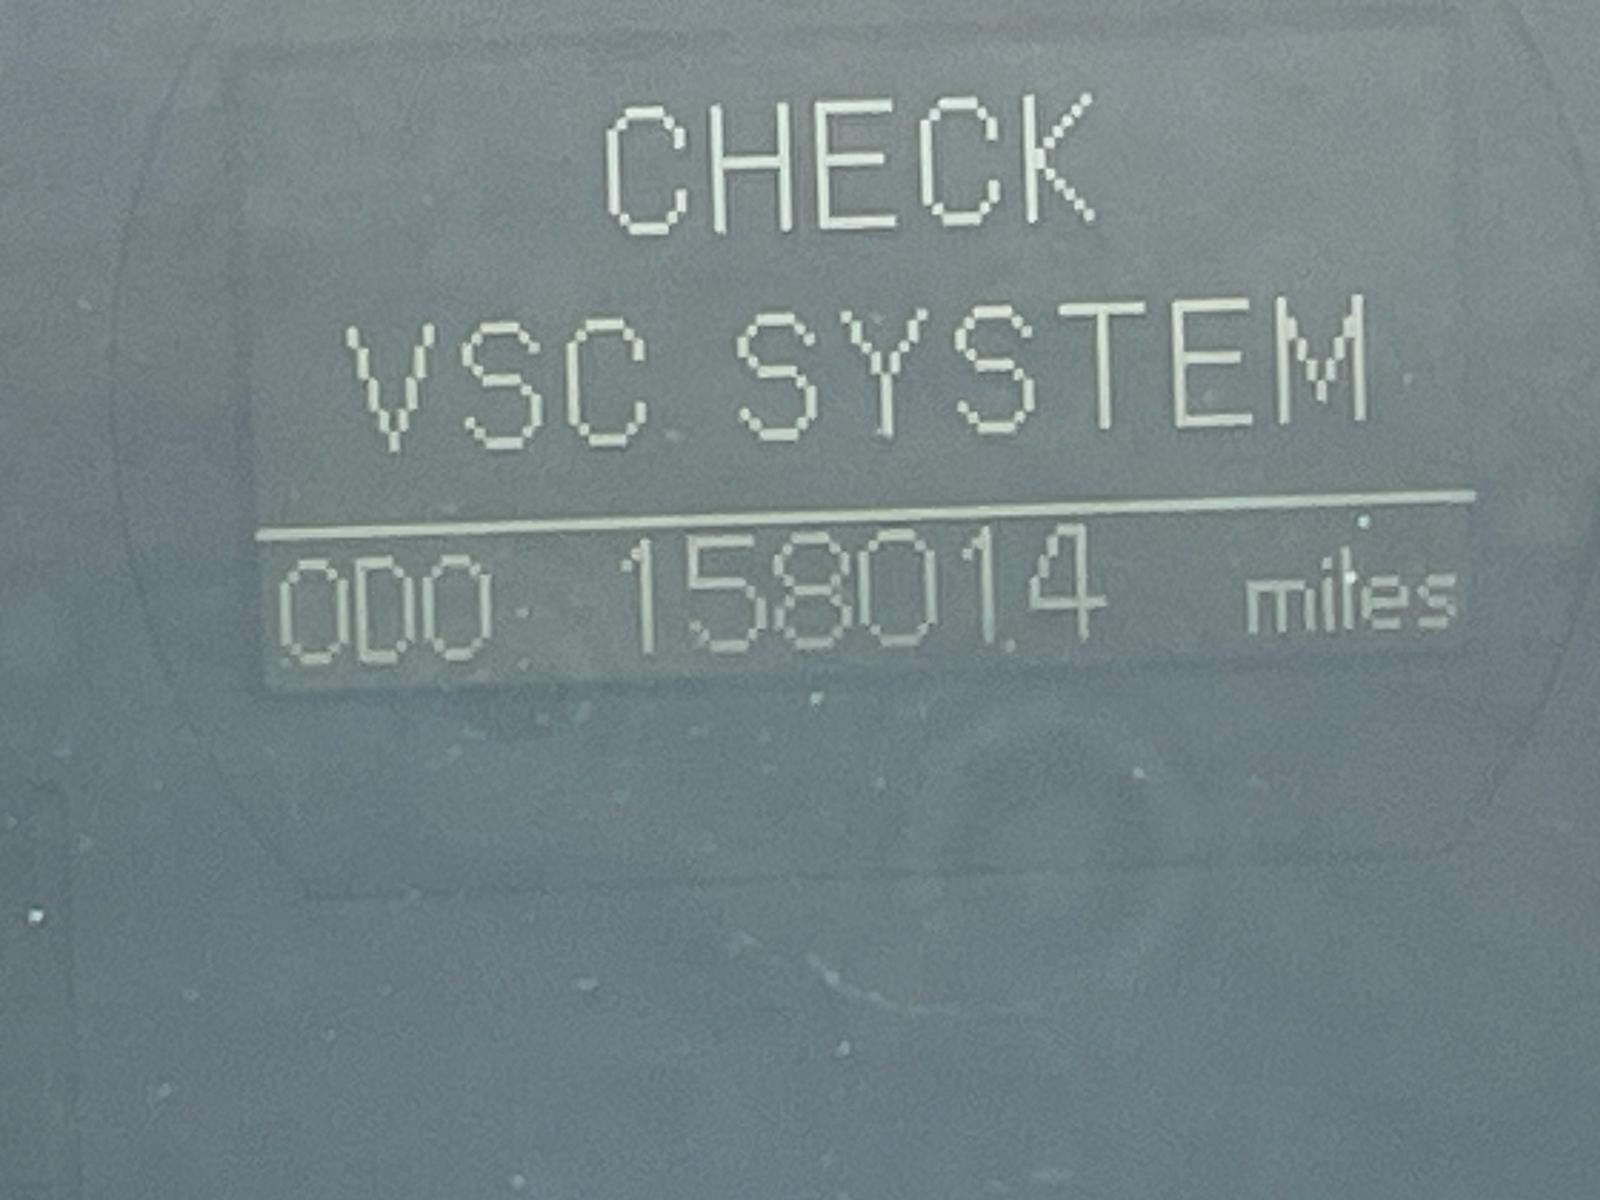 CHECK
VSC SYSTEM
ODO 158014 miles